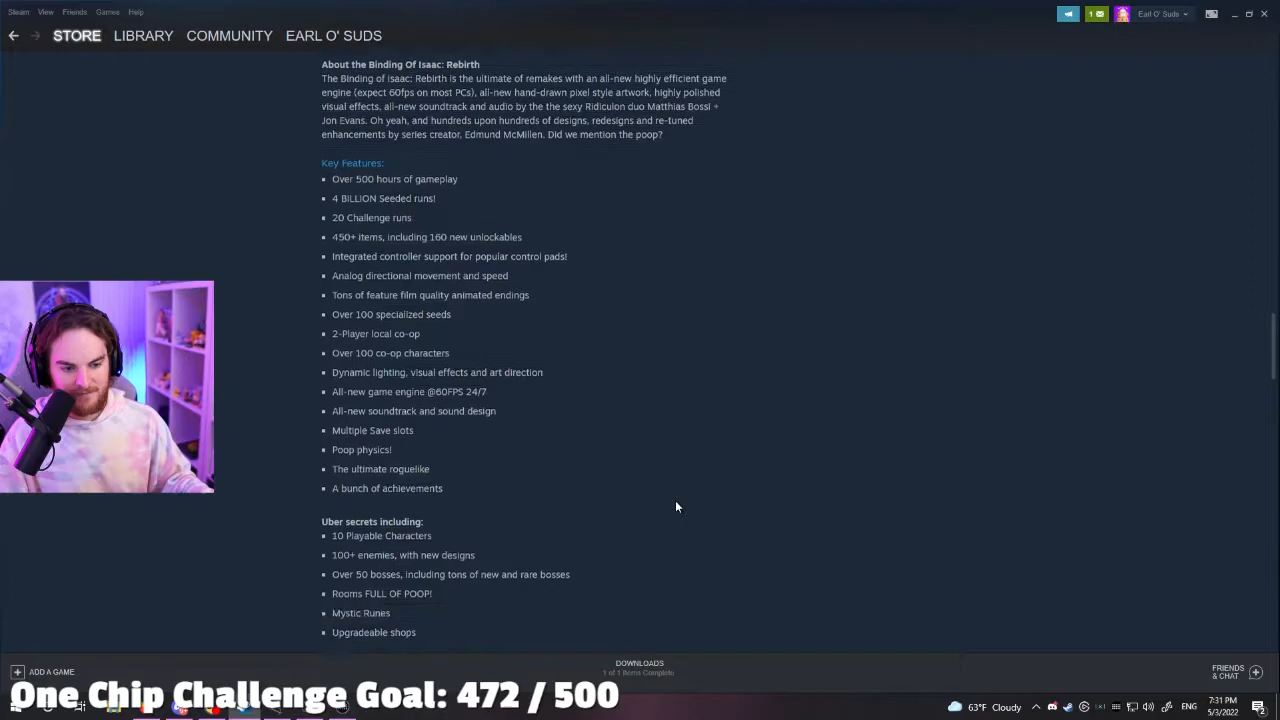 Steam View Friends Games Help
1
Earl O' Suds
STORE LIBRARY COMMUNITY EARL O' SUDS
About the Binding Of Isaac: Rebirth
The Binding of isaac: Rebirth is the ultimate of remakes with an all-new highly efficient game
engine (expect 60fps on most PCs), all-new hand-drawn pixel style artwork, highly polished
visual effects, all-new soundtrack and audio by the the sexy Ridiculon duo Matthias Bossi +
Jon Evans. Oh yeah, and hundreds upon hundreds of designs, redesigns and re-tuned
enhancements by series creator, Edmund McMillen. Did we mention the poop?
Key Features:
Over 500 hours of gameplay
4 BILLION Seeded runs!
20 Challenge runs
450+ items, including 160 new unlockables
Integrated controller support for popular control pads!
Analog directional movement and speed
Tons of feature film quality animated endings
Over 100 specialized seeds
2-Player local co-op
Over 100 co-op characters
Dynamic lighting, visual effects and art direction
All-new game engine @60FPS 24/7
All-new soundtrack and sound design
Multiple Save slots
Poop physics!
The ultimate roguelike
A bunch of achievements
Uber secrets including:
10 Playable Characters
100+ enemies, with new designs
Over 50 bosses, including tons of new and rare bosses
Rooms FULL OF POOP!
Mystic Runes
Upgradeable shops
ADD A GAME
DOWNLOADS
1 of 1 Items Complete
FRIENDS
& CHAT
One Chip Challenge Goal: 472 / 500
63°F Cloudy
ENG
7:31 PM
5/3/2022